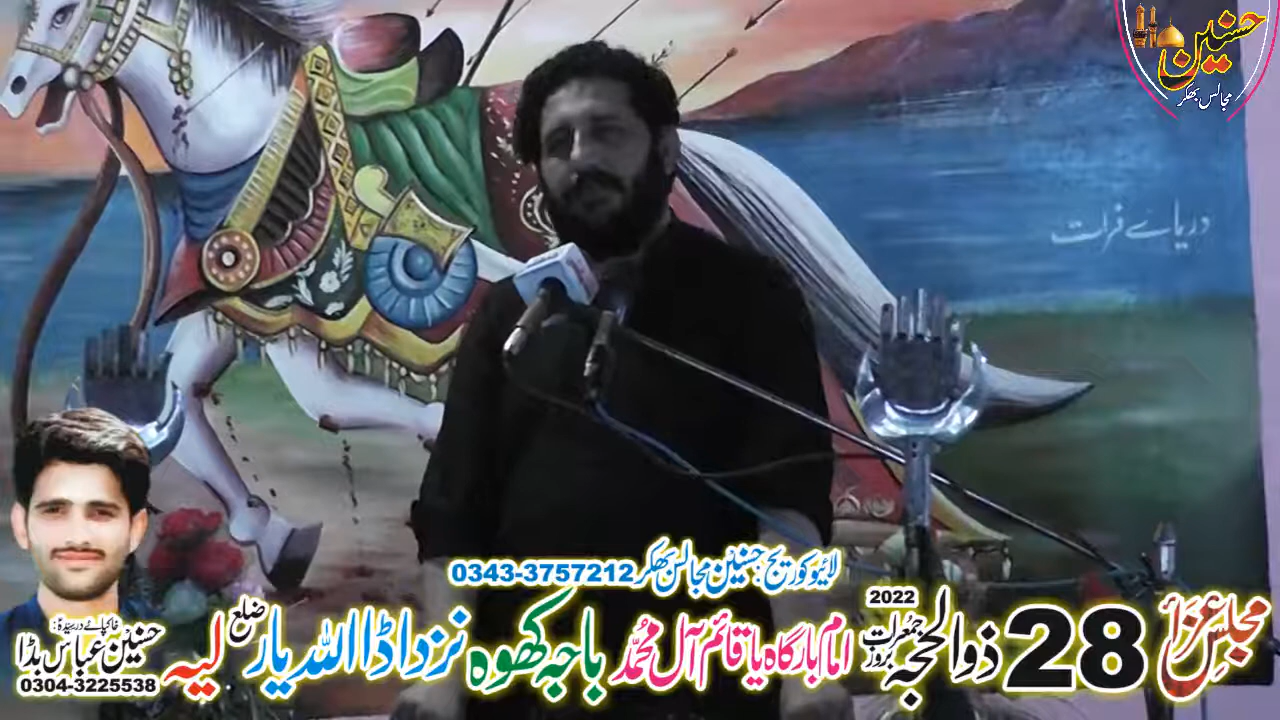 حسنین
مجالس بھکر
دریاے فرات
لائیو کوریج حسنین مجالس بھکر 0343-3757212
مجلس عزا 28 ذوالحجہ 2022 بروز جمعرات امام بارگاہ یا قائم آل محمدؐ باجہ کھوہ نزد اڈا اللہ یار ضلع لیہ
خاکپائے در سیدہؑ:
حسنین عباس بڈا
0304-3225538